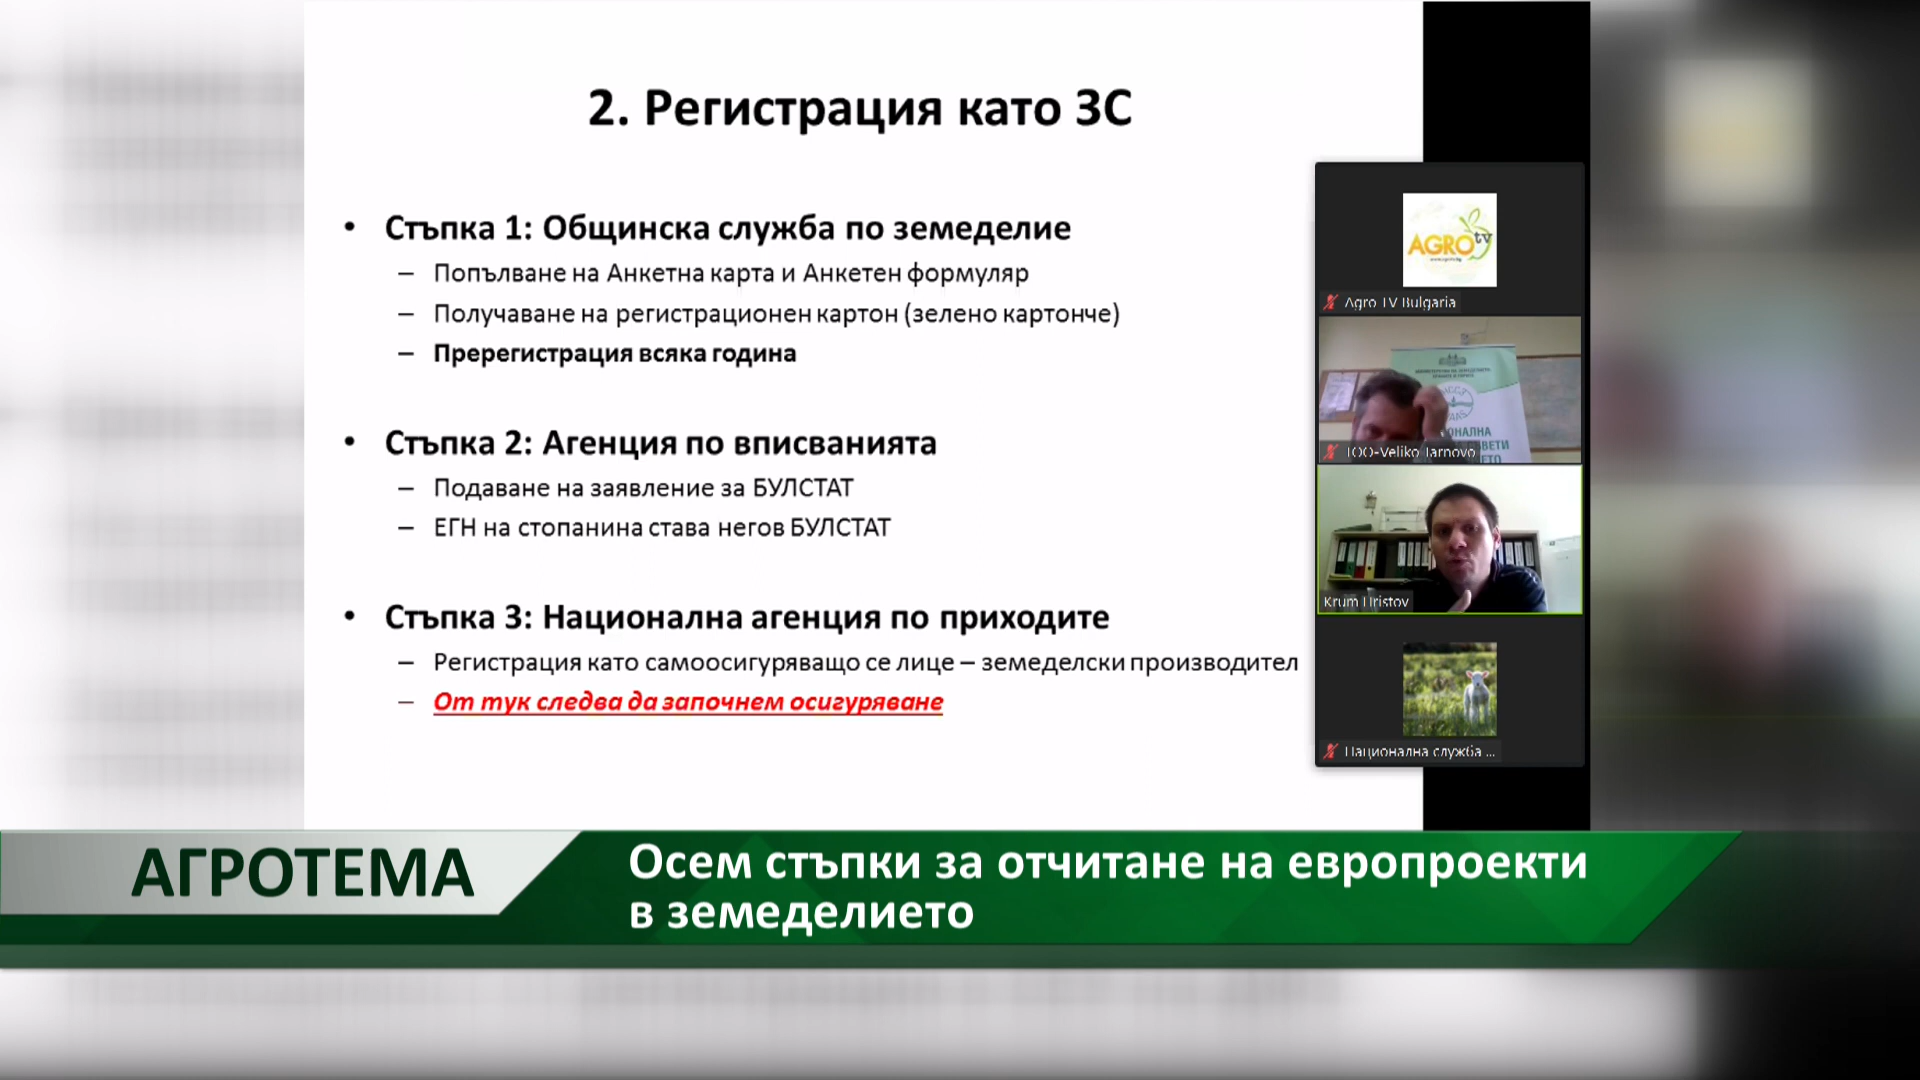 2. Регистрация като ЗС
• Стъпка 1: Общинска служба по земеделие
– Попълване на Анкетна карта и Анкетен формуляр
– Получаване на регистрационен картон (зелено картонче)
– Пререгистрация всяка година
• Стъпка 2: Агенция по вписванията
– Подаване на заявление за БУЛСТАТ
– ЕГН на стопанина става негов БУЛСТАТ
• Стъпка 3: Национална агенция по приходите
– Регистрация като самоосигуряващо се лице – земеделски производител
– От тук следва да започнем осигуряване
AGRO tv
Agro TV Bulgaria
TOO-Veliko Tarnovo
Krum Hristov
Национална служба ...
АГРОТЕМА
Осем стъпки за отчитане на европроекти
в земеделието